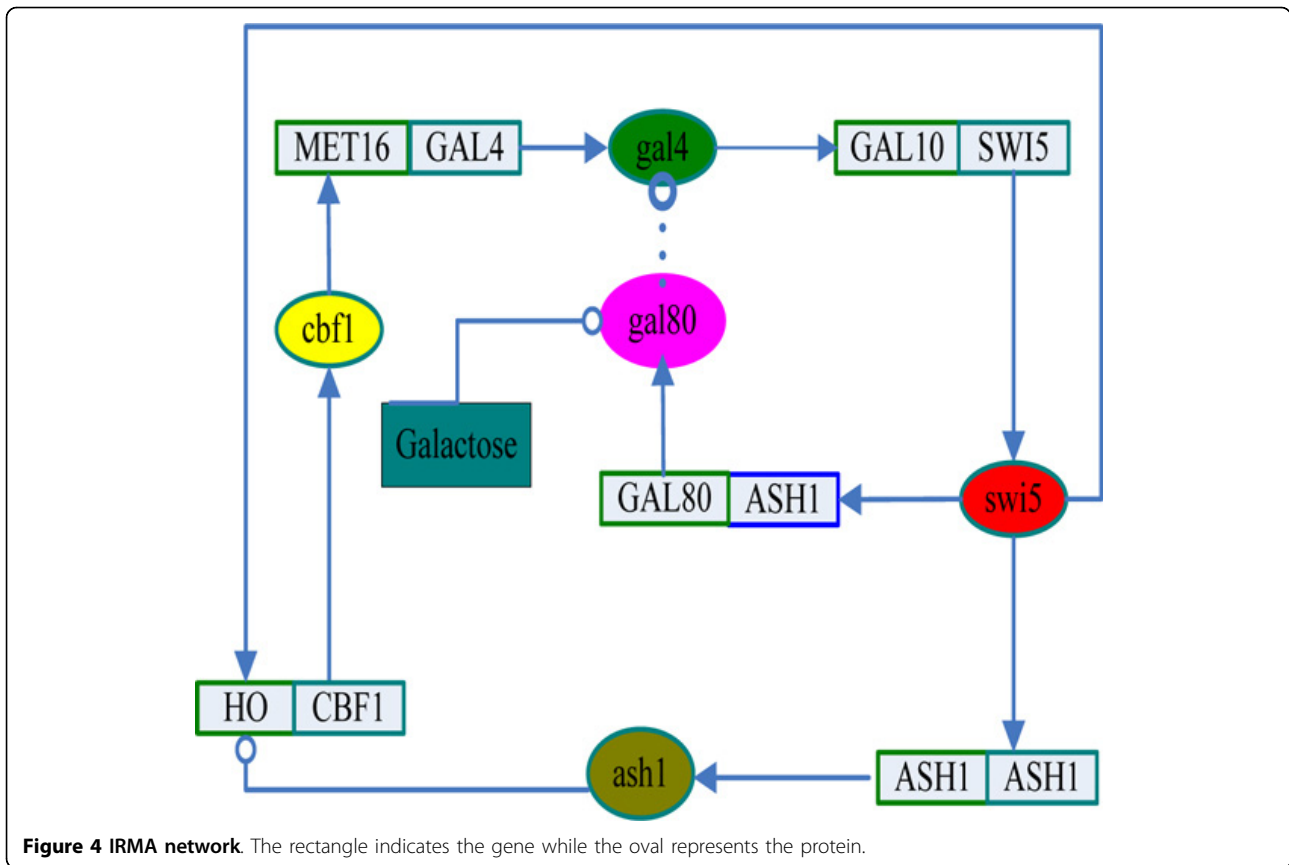 MET16 GAL4 gal4 GAL10 SWI5
cbf1 gal80
Galactose
GAL80 ASH1 swi5
HO CBF1
ash1 ASH1 ASH1
Figure 4 IRMA network. The rectangle indicates the gene while the oval represents the protein.